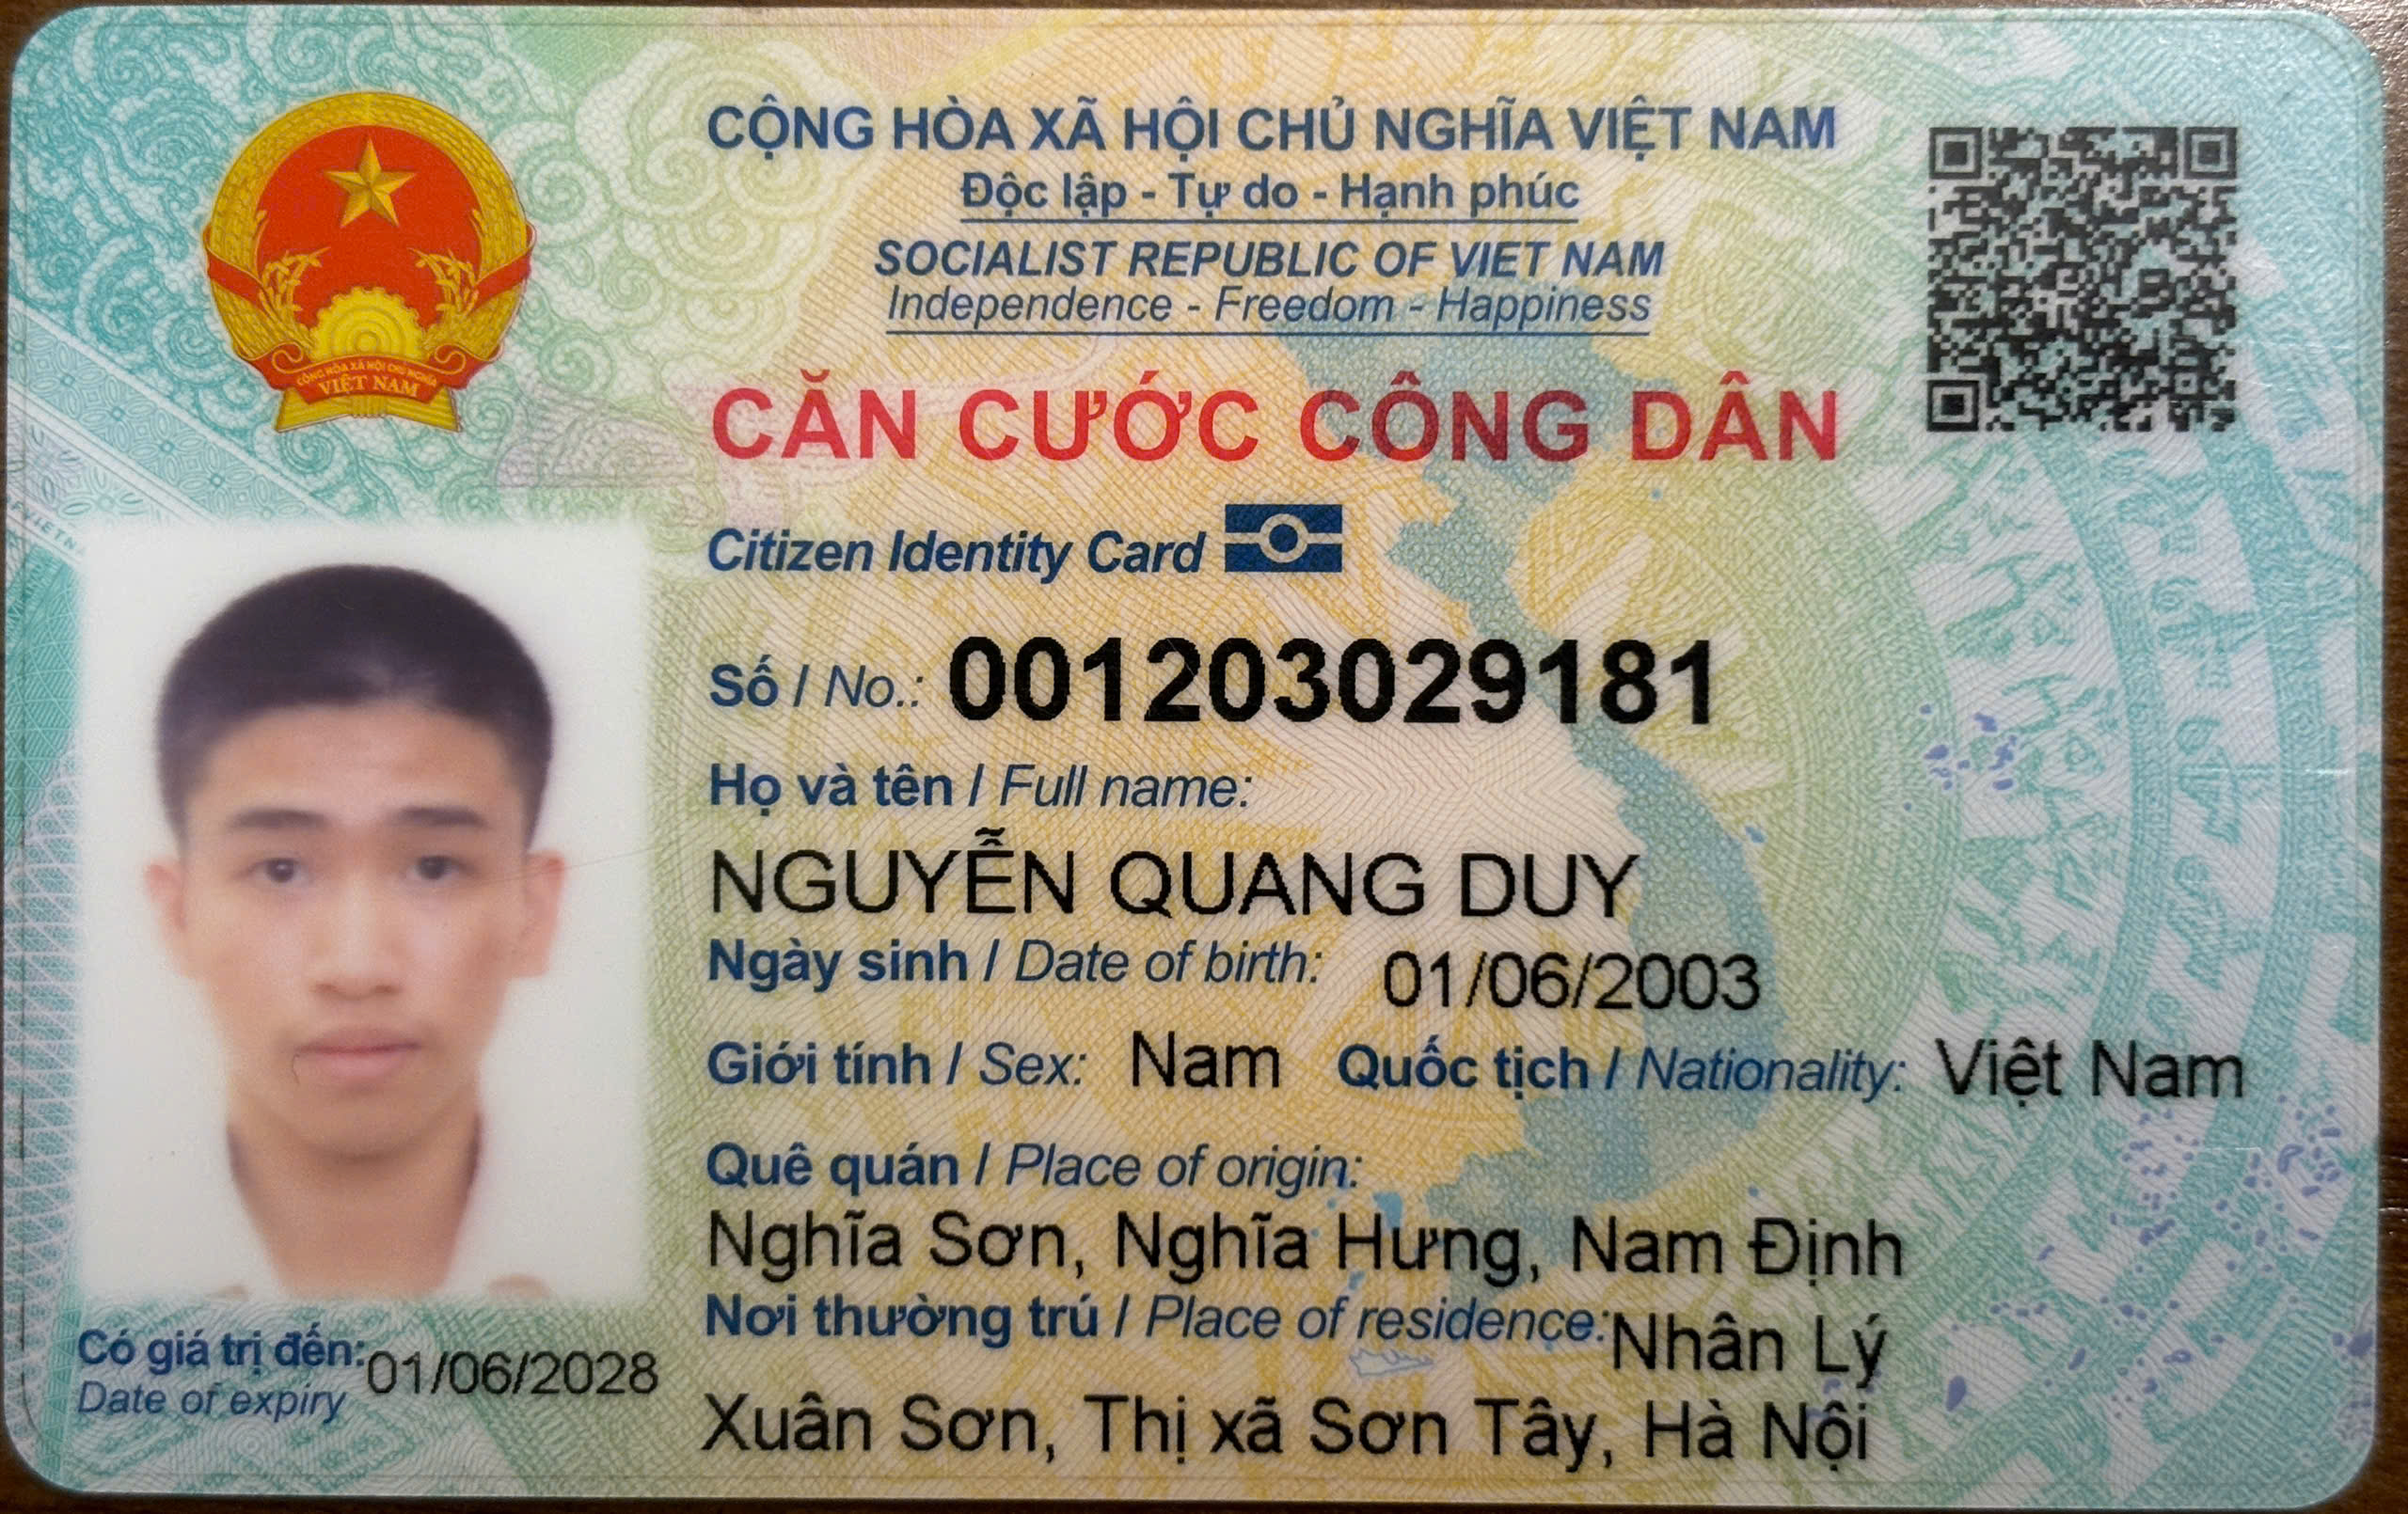 CỘNG HÒA XÃ HỘI CHỦ NGHĨA VIỆT NAM
Độc lập - Tự do - Hạnh phúc
SOCIALIST REPUBLIC OF VIET NAM
Independence - Freedom - Happiness
CỘNG HÒA XÃ HỘI CHỦ NGHĨA
VIỆT NAM
CĂN CƯỚC CÔNG DÂN
Citizen Identity Card
Số / No.: 001203029181
Họ và tên / Full name:
NGUYỄN QUANG DUY
Ngày sinh / Date of birth: 01/06/2003
Giới tính / Sex: Nam Quốc tịch / Nationality: Việt Nam
Quê quán / Place of origin:
Nghĩa Sơn, Nghĩa Hưng, Nam Định
Nơi thường trú / Place of residence: Nhân Lý
Xuân Sơn, Thị xã Sơn Tây, Hà Nội
Có giá trị đến: 01/06/2028
Date of expiry